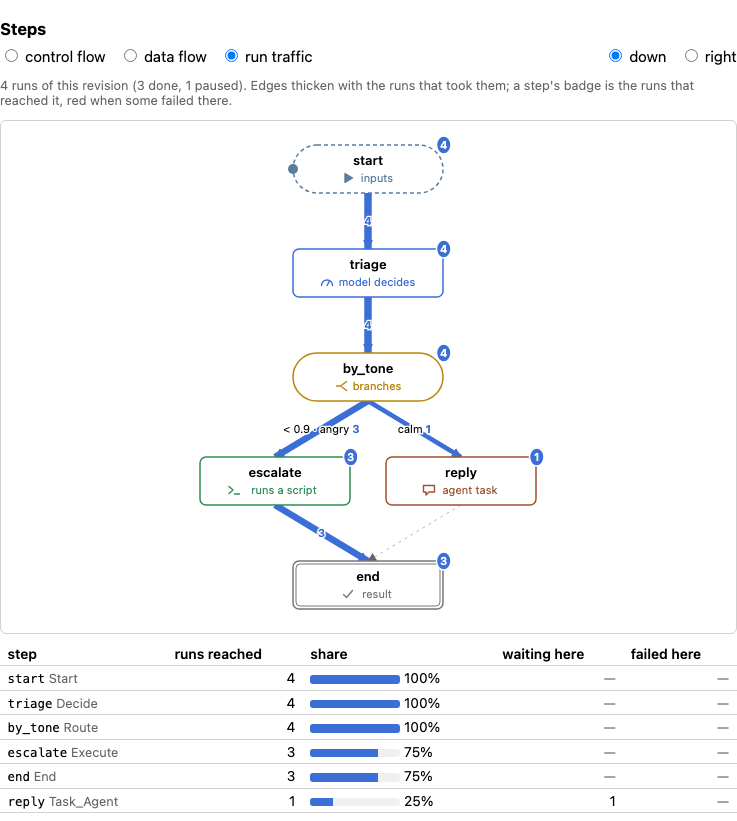 Steps
control flow data flow run traffic down right
4 runs of this revision (3 done, 1 paused). Edges thicken with the runs that took them; a step's badge is the runs that
reached it, red when some failed there.
4
start
inputs
4
4
triage
model decides
4
4
by_tone
branches
< 0.9 · angry 3 calm 1
3 1
escalate reply
runs a script agent task
3
3
end
result
step runs reached share waiting here failed here
start Start 4 100% — —
triage Decide 4 100% — —
by_tone Route 4 100% — —
escalate Execute 3 75% — —
end End 3 75% — —
reply Task_Agent 1 25% 1 —